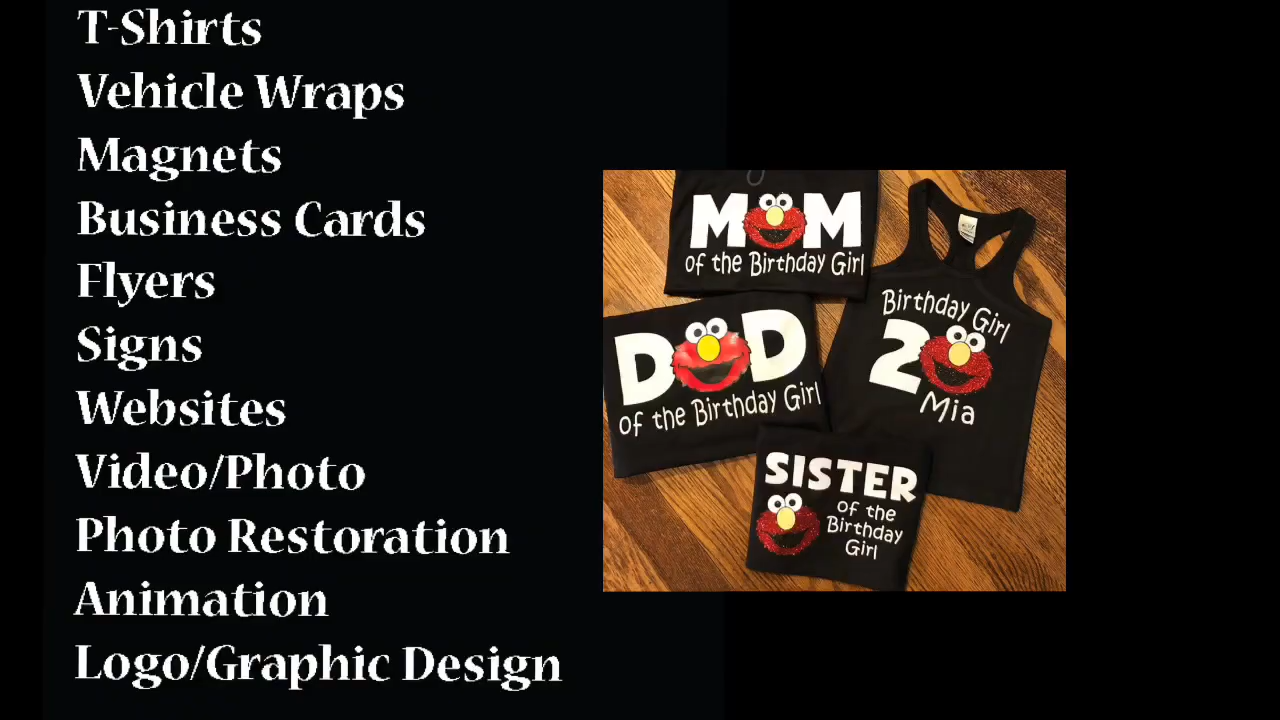 T-Shirts
Vehicle Wraps
Magnets
Business Cards
Flyers
Signs
Websites
Video/Photo
Photo Restoration
Animation
Logo/Graphic Design
MOM
of the Birthday Girl
DAD
of the Birthday Girl
Birthday Girl
2
Mia
SISTER
of the
Birthday
Girl